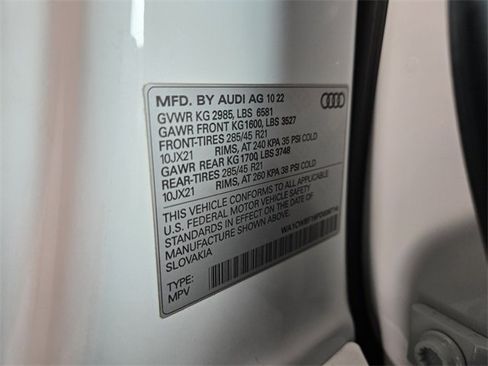 MFD. BY AUDI AG 10 22
GVWR KG 2985, LBS 6581
GAWR FRONT KG1600, LBS 3527
FRONT-TIRES 285/45 R21
10JX21 RIMS, AT 240 KPA 35 PSI COLD
GAWR REAR KG1700, LBS 3748
REAR-TIRES 285/45 R21
10JX21 RIMS, AT 260 KPA 38 PSI COLD
THIS VEHICLE CONFORMS TO ALL APPLICABLE
U.S. FEDERAL MOTOR VEHICLE SAFETY
STANDARDS IN EFFECT ON THE DATE OF
MANUFACTURE SHOWN ABOVE.
SLOVAKIA
TYPE:
MPV